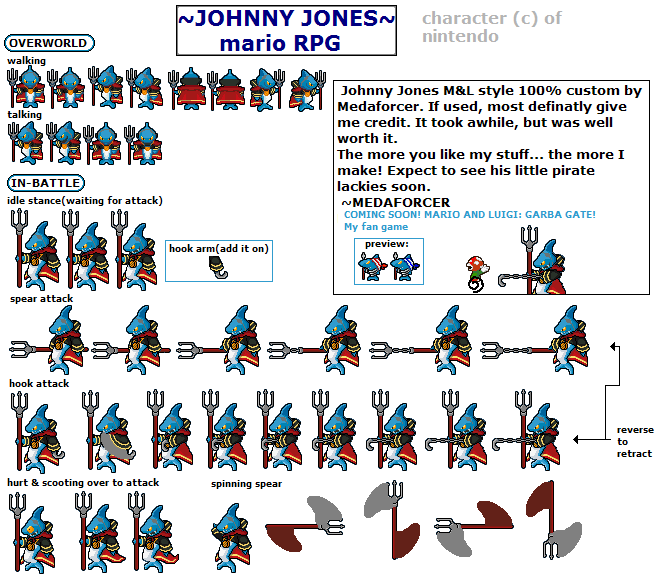 ~JOHNNY JONES~
mario RPG
character (c) of
nintendo
OVERWORLD
walking
talking
Johnny Jones M&L style 100% custom by
Medaforcer. If used, most definatly give
me credit. It took awhile, but was well
worth it.
The more you like my stuff... the more I
make! Expect to see his little pirate
lackies soon.
~MEDAFORCER
COMING SOON! MARIO AND LUIGI: GARBA GATE!
My fan game
preview:
IN-BATTLE
idle stance(waiting for attack)
hook arm(add it on)
spear attack
hook attack
reverse
to
retract
hurt & scooting over to attack
spinning spear